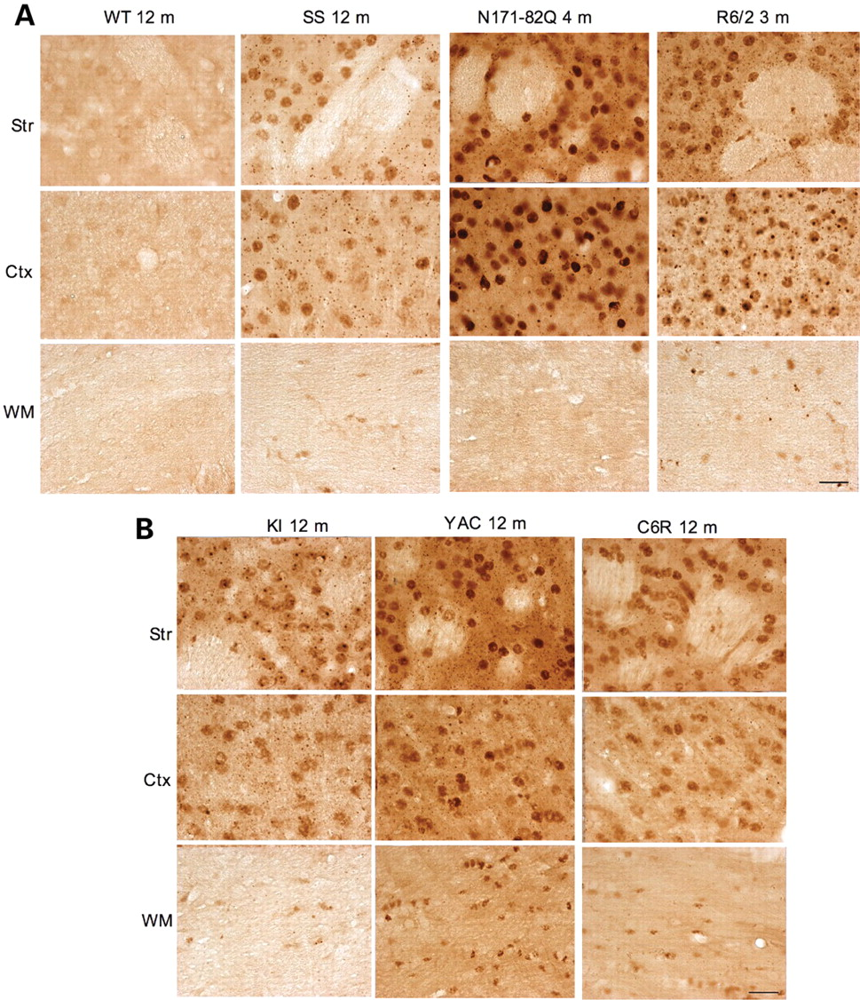 A
WT 12 m SS 12 m N171-82Q 4 m R6/2 3 m
Str
Ctx
WM
B
KI 12 m YAC 12 m C6R 12 m
Str
Ctx
WM